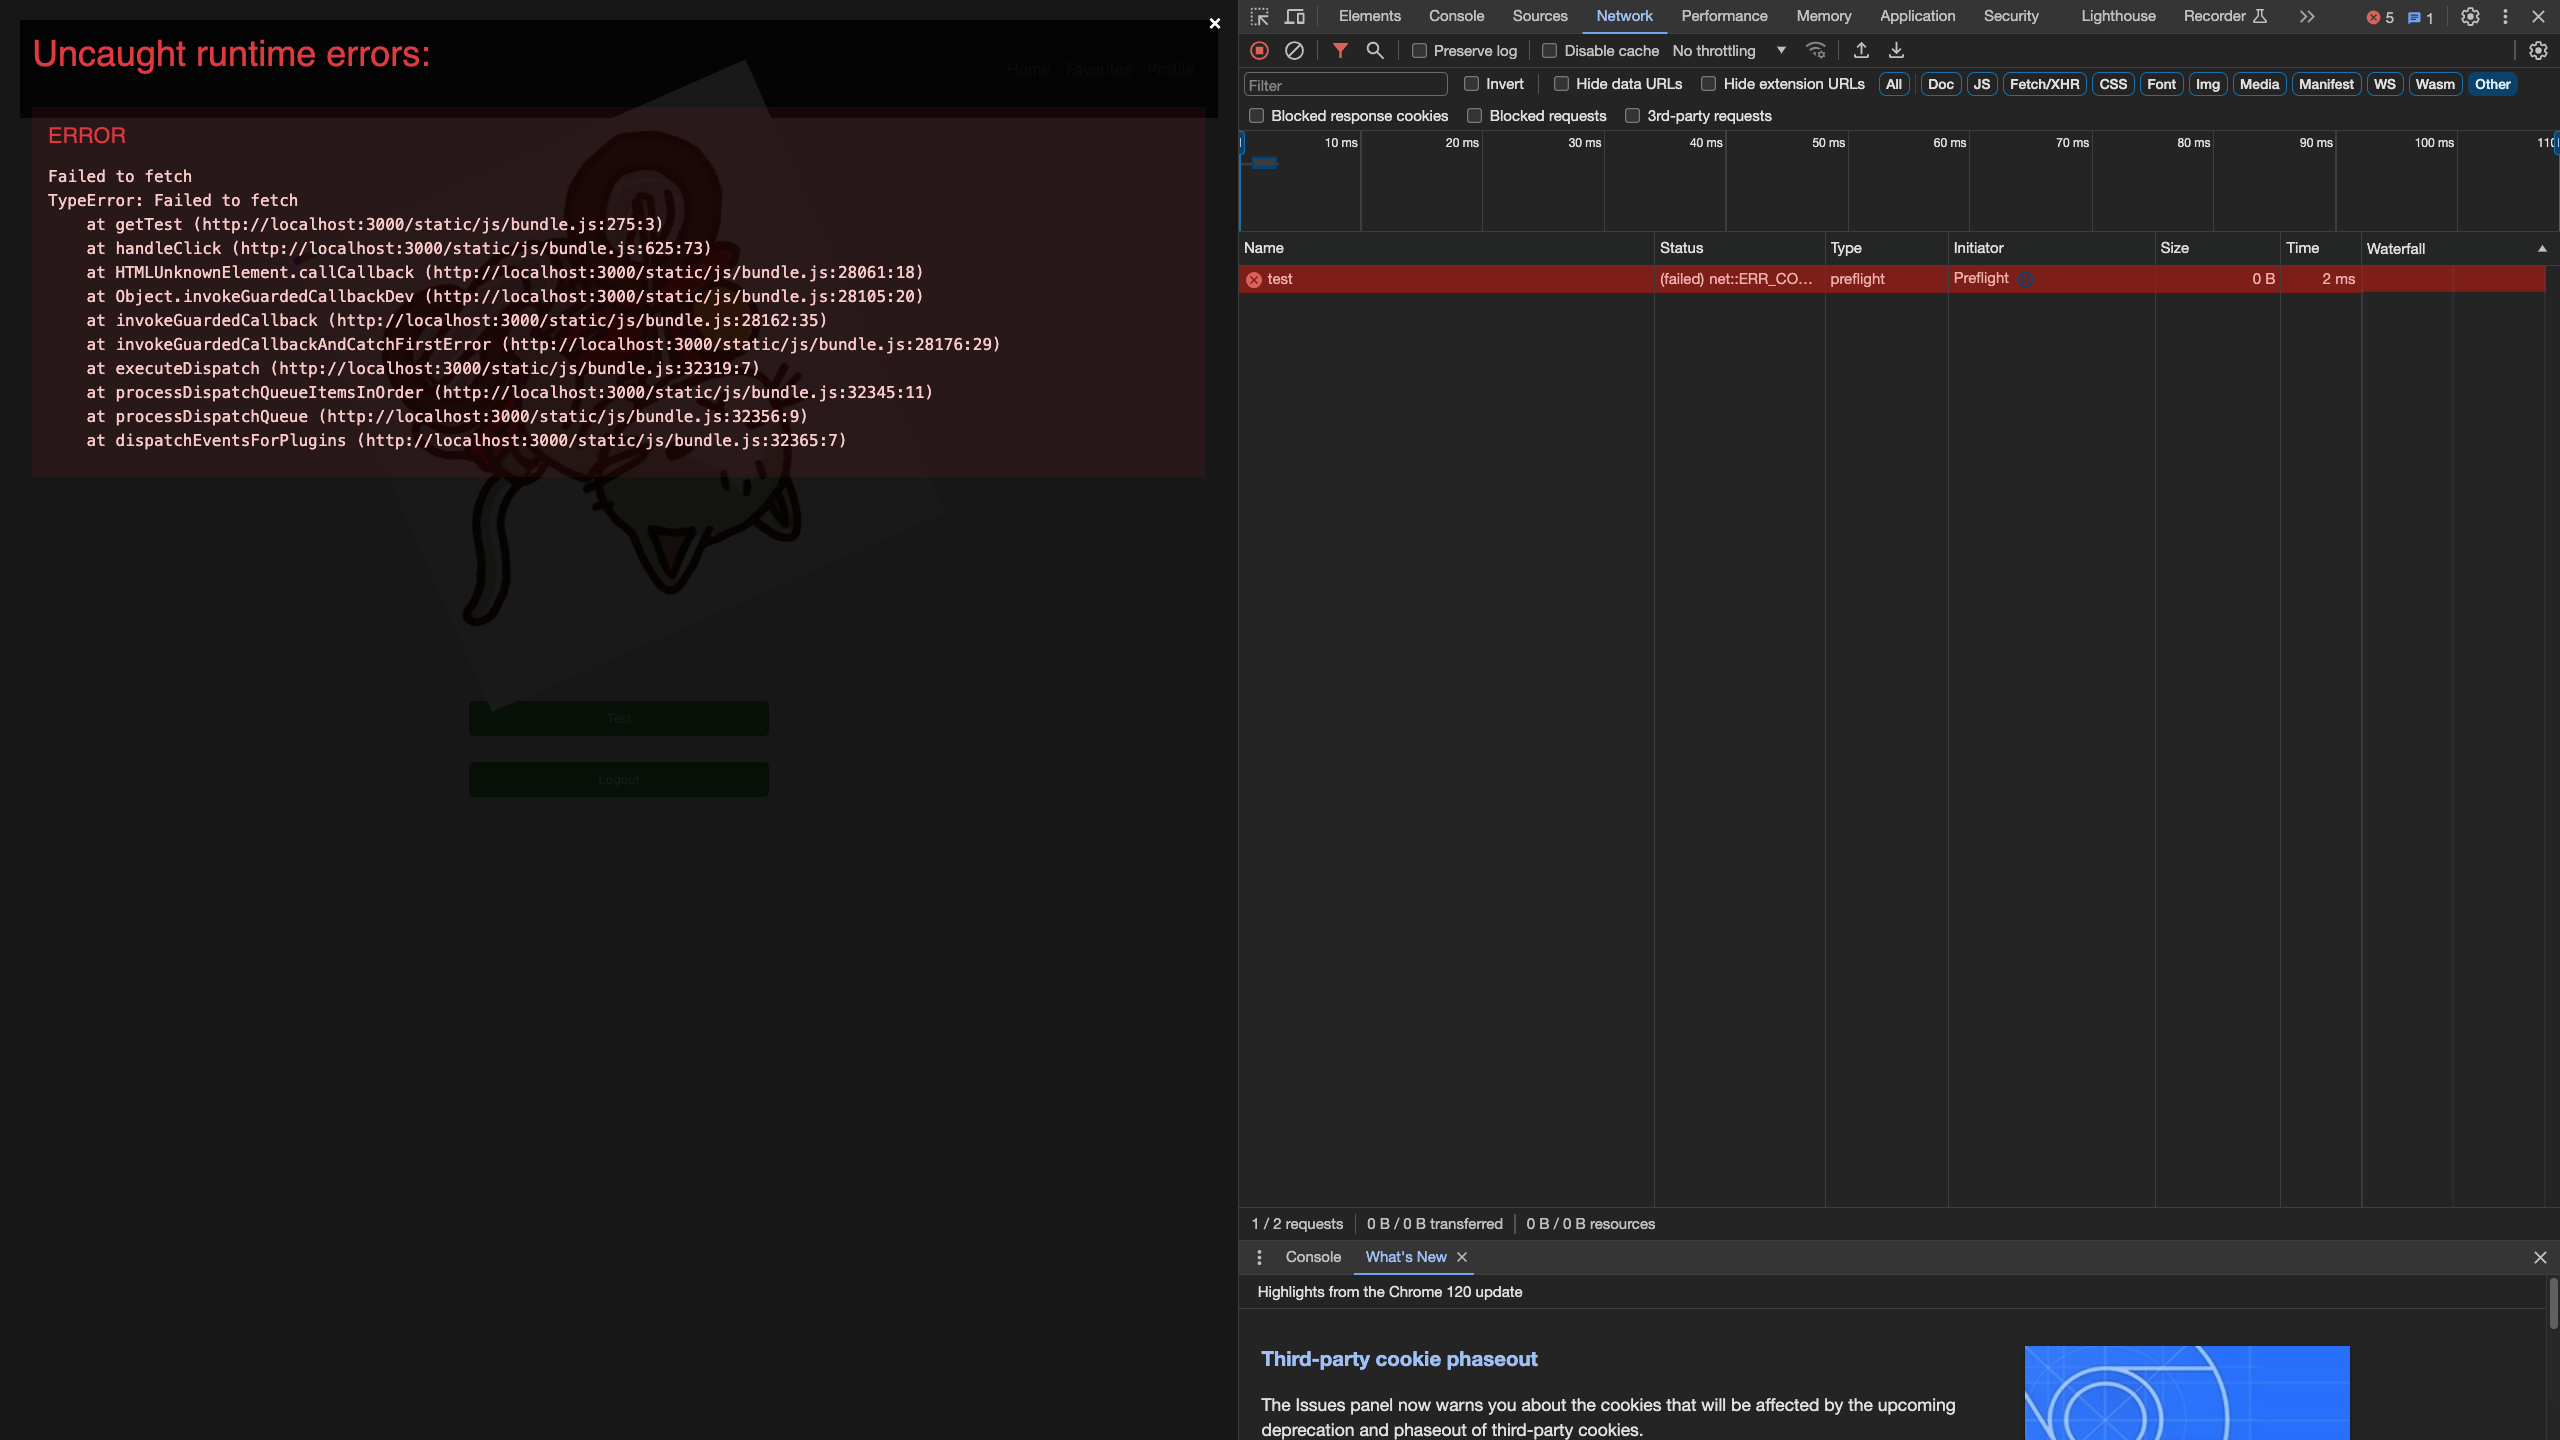 Uncaught runtime errors:
×
Home Favorites Profile
ERROR
Failed to fetch
TypeError: Failed to fetch
at getTest (http://localhost:3000/static/js/bundle.js:275:3)
at handleClick (http://localhost:3000/static/js/bundle.js:625:73)
at HTMLUnknownElement.callCallback (http://localhost:3000/static/js/bundle.js:28061:18)
at Object.invokeGuardedCallbackDev (http://localhost:3000/static/js/bundle.js:28105:20)
at invokeGuardedCallback (http://localhost:3000/static/js/bundle.js:28162:35)
at invokeGuardedCallbackAndCatchFirstError (http://localhost:3000/static/js/bundle.js:28176:29)
at executeDispatch (http://localhost:3000/static/js/bundle.js:32319:7)
at processDispatchQueueItemsInOrder (http://localhost:3000/static/js/bundle.js:32345:11)
at processDispatchQueue (http://localhost:3000/static/js/bundle.js:32356:9)
at dispatchEventsForPlugins (http://localhost:3000/static/js/bundle.js:32365:7)
Test
Logout
Elements Console Sources Network Performance Memory Application Security Lighthouse Recorder 5 1
Preserve log Disable cache No throttling
Filter Invert Hide data URLs Hide extension URLs All Doc JS Fetch/XHR CSS Font Img Media Manifest WS Wasm Other
Blocked response cookies Blocked requests 3rd-party requests
10 ms 20 ms 30 ms 40 ms 50 ms 60 ms 70 ms 80 ms 90 ms 100 ms 110
Name Status Type Initiator Size Time Waterfall
test (failed) net::ERR_CO... preflight Preflight 0 B 2 ms
1 / 2 requests 0 B / 0 B transferred 0 B / 0 B resources
Console What's New
Highlights from the Chrome 120 update
Third-party cookie phaseout
The Issues panel now warns you about the cookies that will be affected by the upcoming
deprecation and phaseout of third-party cookies.